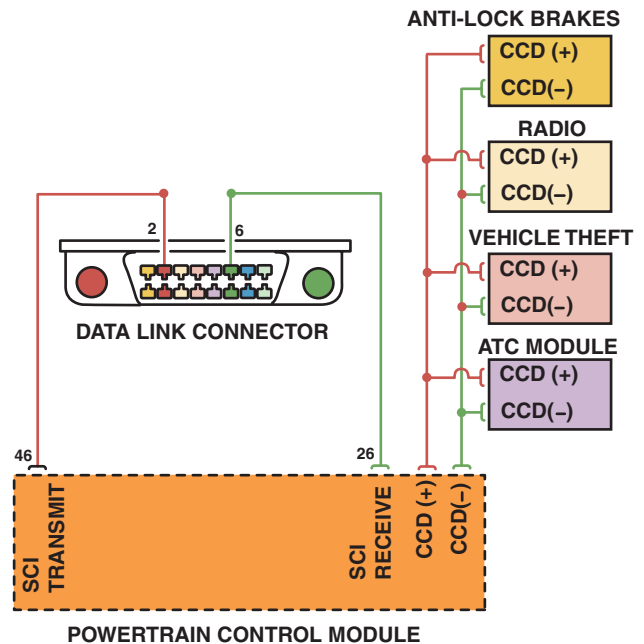 ANTI-LOCK BRAKES
CCD (+)
CCD(−)
RADIO
CCD (+)
CCD(−)
2
6
VEHICLE THEFT
CCD (+)
CCD(−)
DATA LINK CONNECTOR
ATC MODULE
CCD (+)
CCD(−)
46
26
SCI
TRANSMIT
SCI
RECEIVE
CCD (+)
CCD(−)
POWERTRAIN CONTROL MODULE